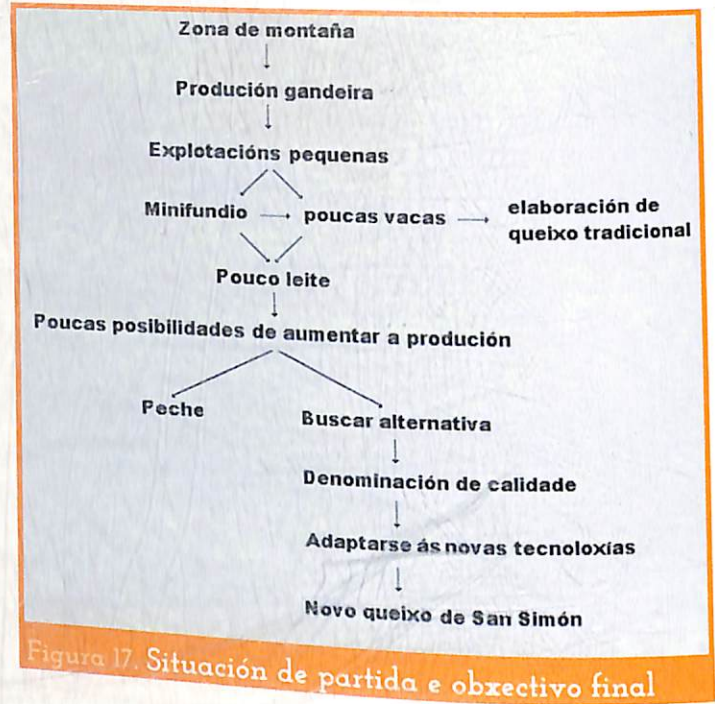 Zona de montaña
Produción gandeira
Explotacións pequenas
Minifundio → poucas vacas → elaboración de
queixo tradicional
Pouco leite
Poucas posibilidades de aumentar a produción
Peche
Buscar alternativa
Denominación de calidade
Adaptarse ás novas tecnoloxías
Novo queixo de San Simón
Figura 17. Situación de partida e obxectivo final